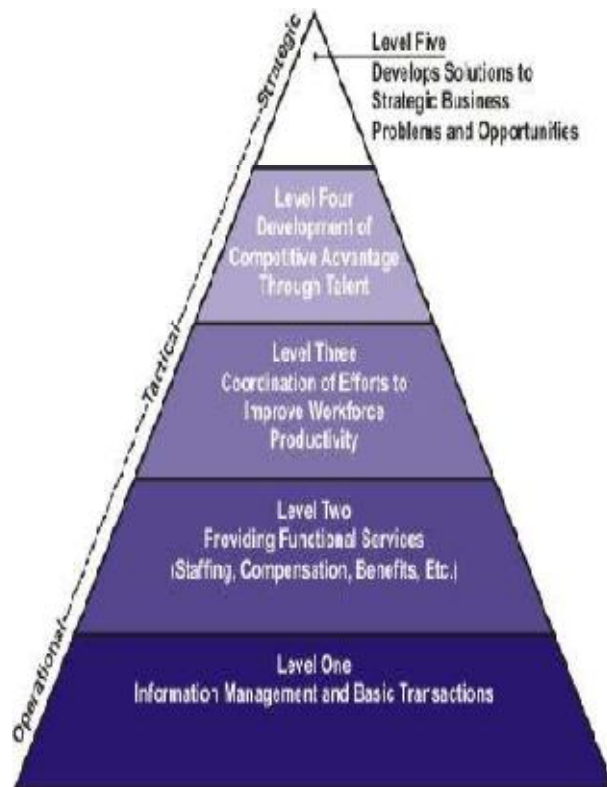 Level Five
Develops Solutions to
Strategic Business
Problems and Opportunities
Strategic
Level Four
Development of
Competitive Advantage
Through Talent
Tactical
Level Three
Coordination of Efforts to
Improve Workforce
Productivity
Level Two
Providing Functional Services
(Staffing, Compensation, Benefits, Etc.)
Operational
Level One
Information Management and Basic Transactions